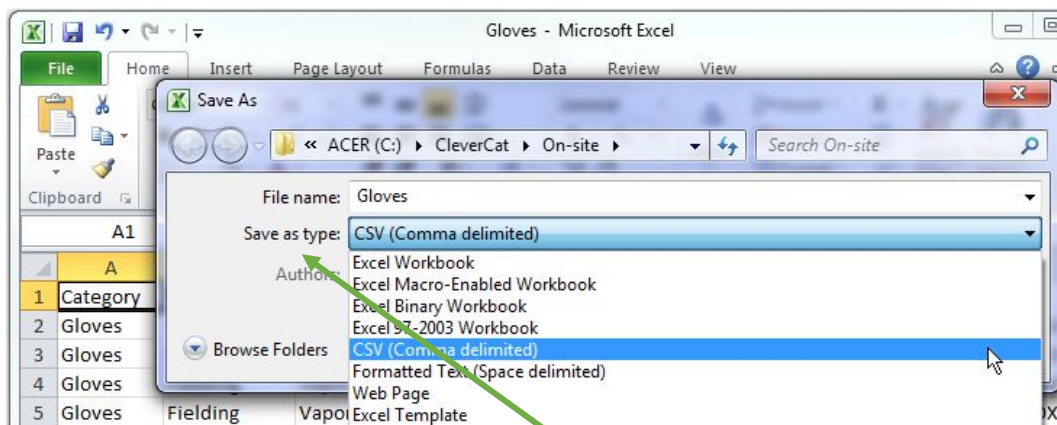 Gloves - Microsoft Excel
File Home Insert Page Layout Formulas Data Review View
Save As
Paste
« ACER (C:) CleverCat On-site Search On-site
Clipboard
File name: Gloves
A1
Save as type: CSV (Comma delimited)
A
Authors:
Excel Workbook
Excel Macro-Enabled Workbook
1 Category
Excel Binary Workbook
2 Gloves
Excel 97-2003 Workbook
3 Gloves
Browse Folders
CSV (Comma delimited)
Formatted Text (Space delimited)
4 Gloves
Web Page
5 Gloves Fielding
Excel Template